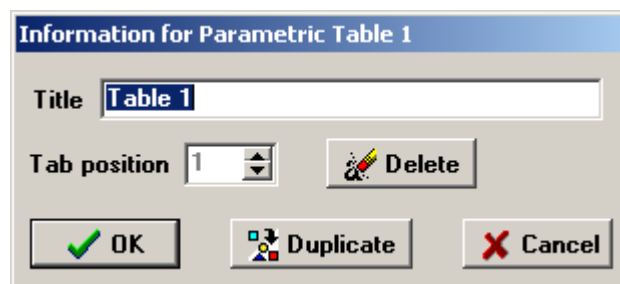 Information for Parametric Table 1
Title Table 1
Tab position 1 Delete
OK Duplicate Cancel